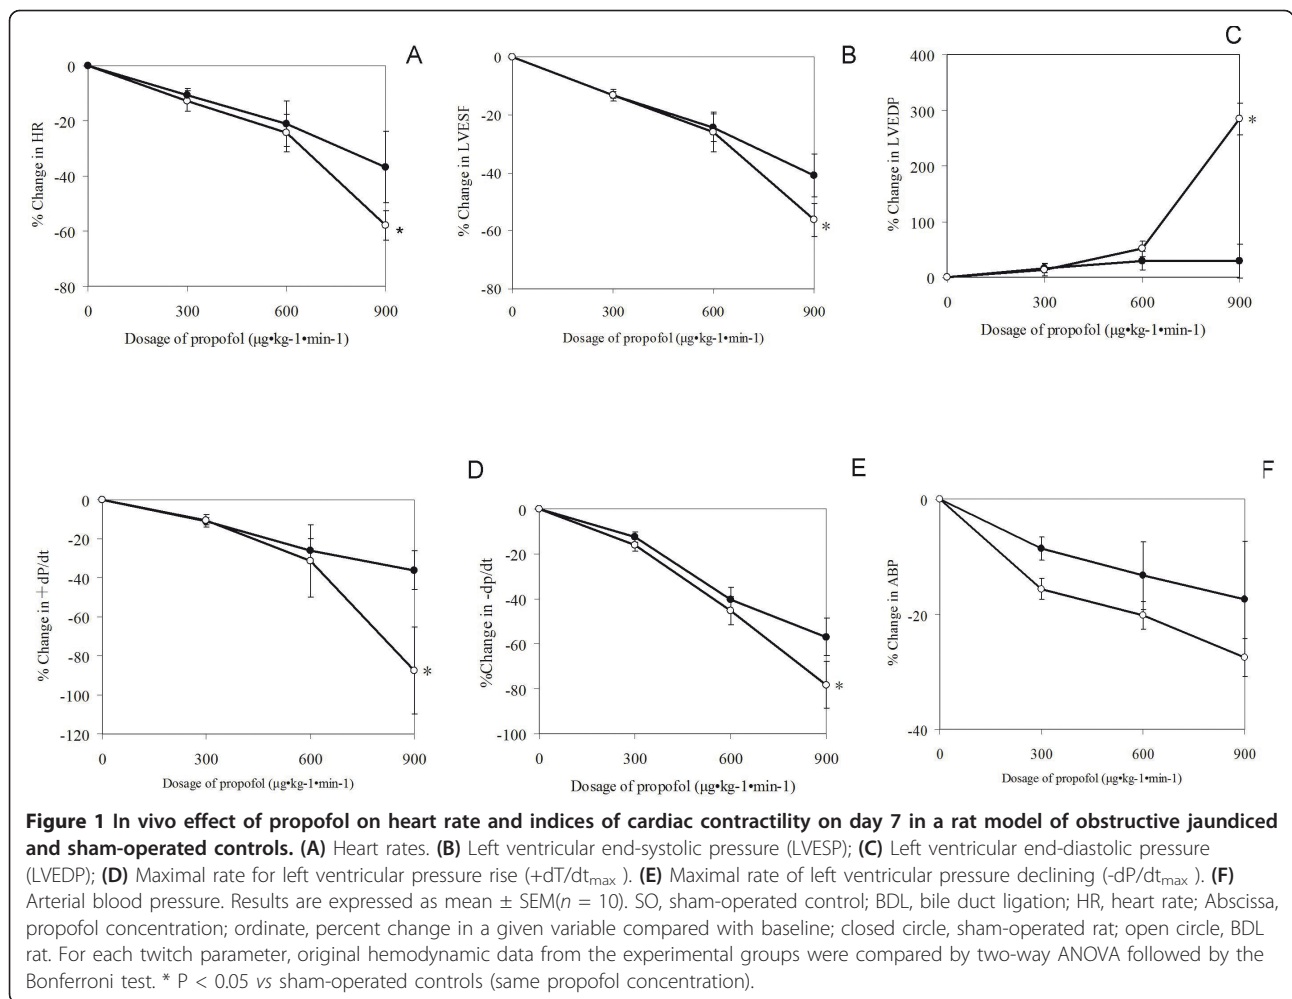 A
0
-20
-40
-60
-80
% Change in HR
*
0 300 600 900
Dosage of propofol (µg•kg-1•min-1)
B
0
-20
-40
-60
-80
% Change in LVESF
*
0 300 600 900
Dosage of propofol (µg•kg-1•min-1)
C
400
300
200
100
0
% Change in LVEDP
*
0 300 600 900
Dosage of propofol (µg•kg-1•min-1)
D
0
-20
-40
-60
-80
-100
-120
% Change in +dP/dt
*
0 300 600 900
Dosage of propofol (µg•kg-1•min-1)
E
0
-20
-40
-60
-80
-100
%Change in -dp/dt
*
0 300 600 900
Dosage of propofol (µg•kg-1•min-1)
F
0
-20
-40
% Change in ABP
0 300 600 900
Dosage of propofol (µg•kg-1•min-1)
Figure 1 In vivo effect of propofol on heart rate and indices of cardiac contractility on day 7 in a rat model of obstructive jaundiced
and sham-operated controls. (A) Heart rates. (B) Left ventricular end-systolic pressure (LVESP); (C) Left ventricular end-diastolic pressure
(LVEDP); (D) Maximal rate for left ventricular pressure rise (+dT/dtmax ). (E) Maximal rate of left ventricular pressure declining (-dP/dtmax ). (F)
Arterial blood pressure. Results are expressed as mean ± SEM(n = 10). SO, sham-operated control; BDL, bile duct ligation; HR, heart rate; Abscissa,
propofol concentration; ordinate, percent change in a given variable compared with baseline; closed circle, sham-operated rat; open circle, BDL
rat. For each twitch parameter, original hemodynamic data from the experimental groups were compared by two-way ANOVA followed by the
Bonferroni test. * P < 0.05 vs sham-operated controls (same propofol concentration).